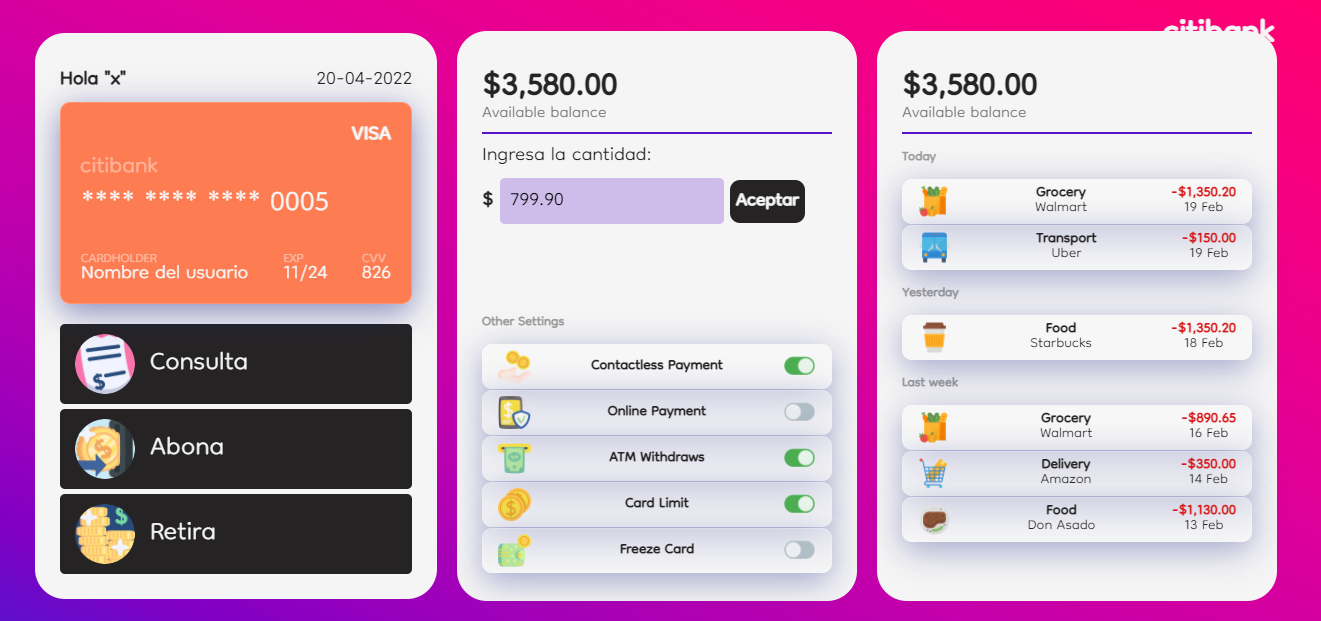 citibank
Hola "x" 20-04-2022
VISA
citibank
**** **** **** 0005
CARDHOLDER EXP CVV
Nombre del usuario 11/24 826
Consulta
Abona
Retira
$3,580.00
Available balance
Ingresa la cantidad:
$ 799.90 Aceptar
Other Settings
Contactless Payment
Online Payment
ATM Withdraws
Card Limit
Freeze Card
$3,580.00
Available balance
Today
Grocery -$1,350.20
Walmart 19 Feb
Transport -$150.00
Uber 19 Feb
Yesterday
Food -$1,350.20
Starbucks 18 Feb
Last week
Grocery -$890.65
Walmart 16 Feb
Delivery -$350.00
Amazon 14 Feb
Food -$1,130.00
Don Asado 13 Feb